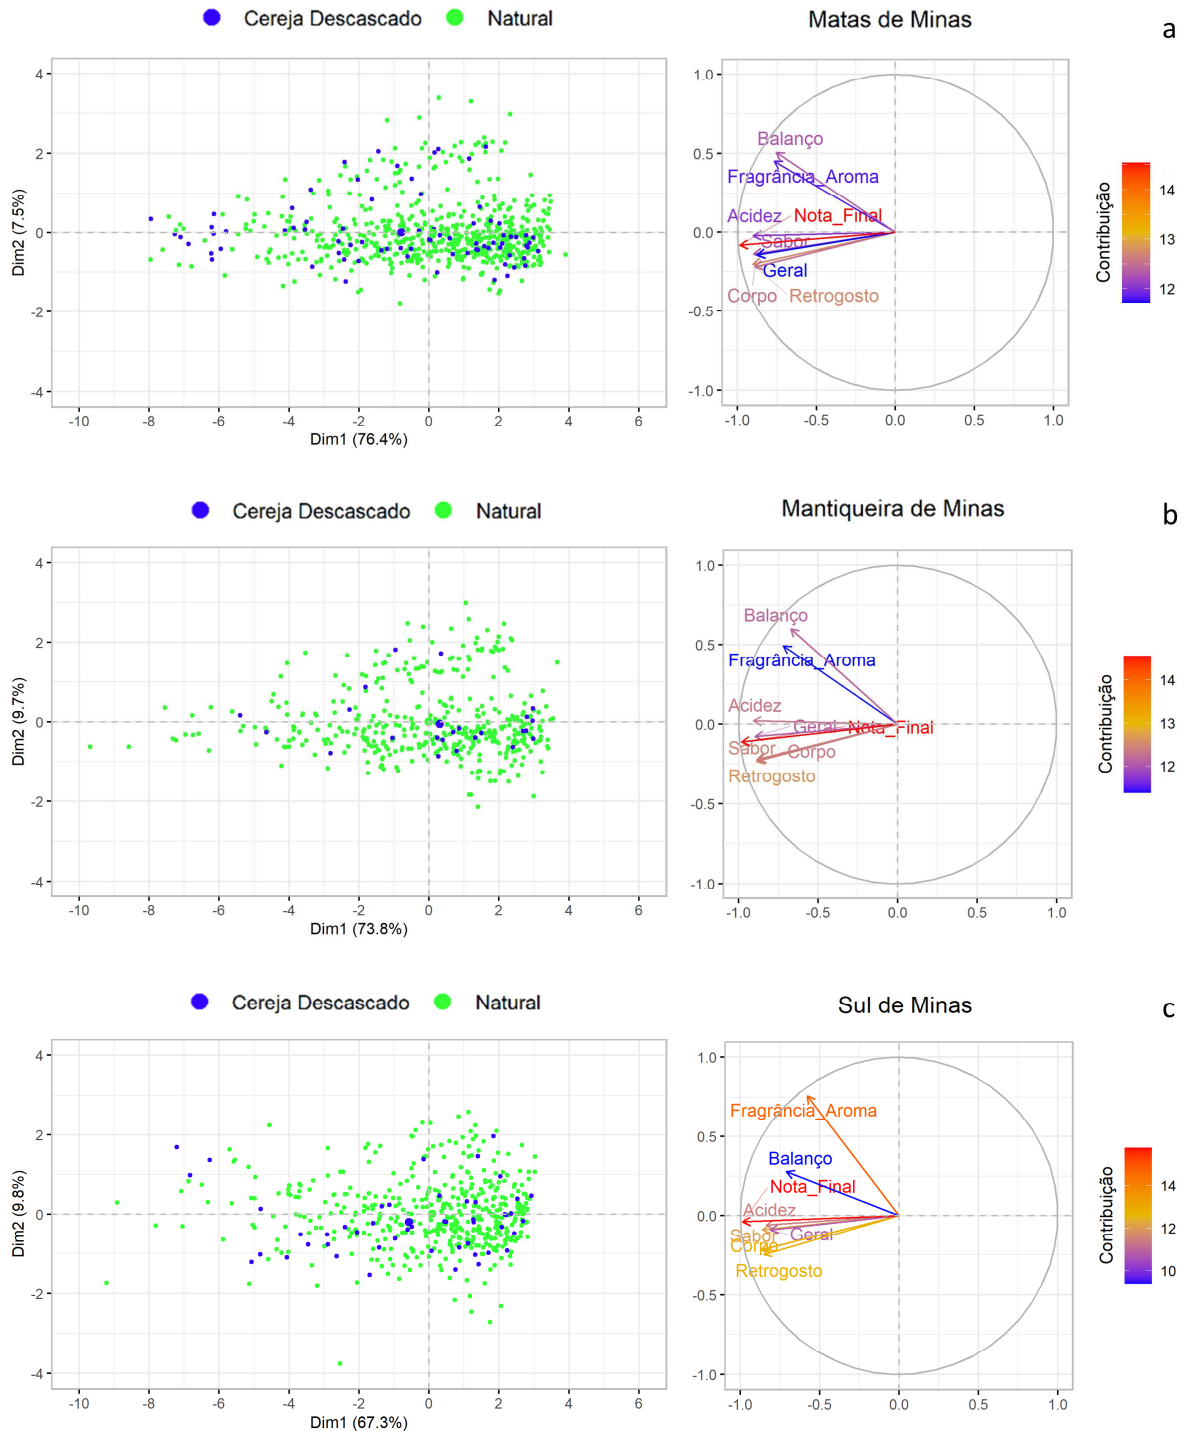 Cereja Descascado Natural
Matas de Minas
a
4
2
0
-2
-4
Dim2 (7.5%)
-10 -8 -6 -4 -2 0 2 4 6
Dim1 (76.4%)
1.0
0.5
0.0
-0.5
-1.0
Balanço
Fragrância_Aroma
Acidez Nota_Final
Sabor
Geral
Corpo Retrogosto
-1.0 -0.5 0.0 0.5 1.0
Contribuição
14
13
12
Cereja Descascado Natural
Mantiqueira de Minas
b
4
2
0
-2
-4
Dim2 (9.7%)
-10 -8 -6 -4 -2 0 2 4 6
Dim1 (73.8%)
1.0
0.5
0.0
-0.5
-1.0
Balanço
Fragrância_Aroma
Acidez
Geral Nota_Final
Sabor Corpo
Retrogosto
-1.0 -0.5 0.0 0.5 1.0
Contribuição
14
13
12
Cereja Descascado Natural
Sul de Minas
c
4
2
0
-2
-4
Dim2 (9.8%)
-10 -8 -6 -4 -2 0 2 4 6
Dim1 (67.3%)
1.0
0.5
0.0
-0.5
-1.0
Fragrância_Aroma
Balanço
Nota_Final
Acidez
Sabor Geral
Corpo
Retrogosto
-1.0 -0.5 0.0 0.5 1.0
Contribuição
14
12
10